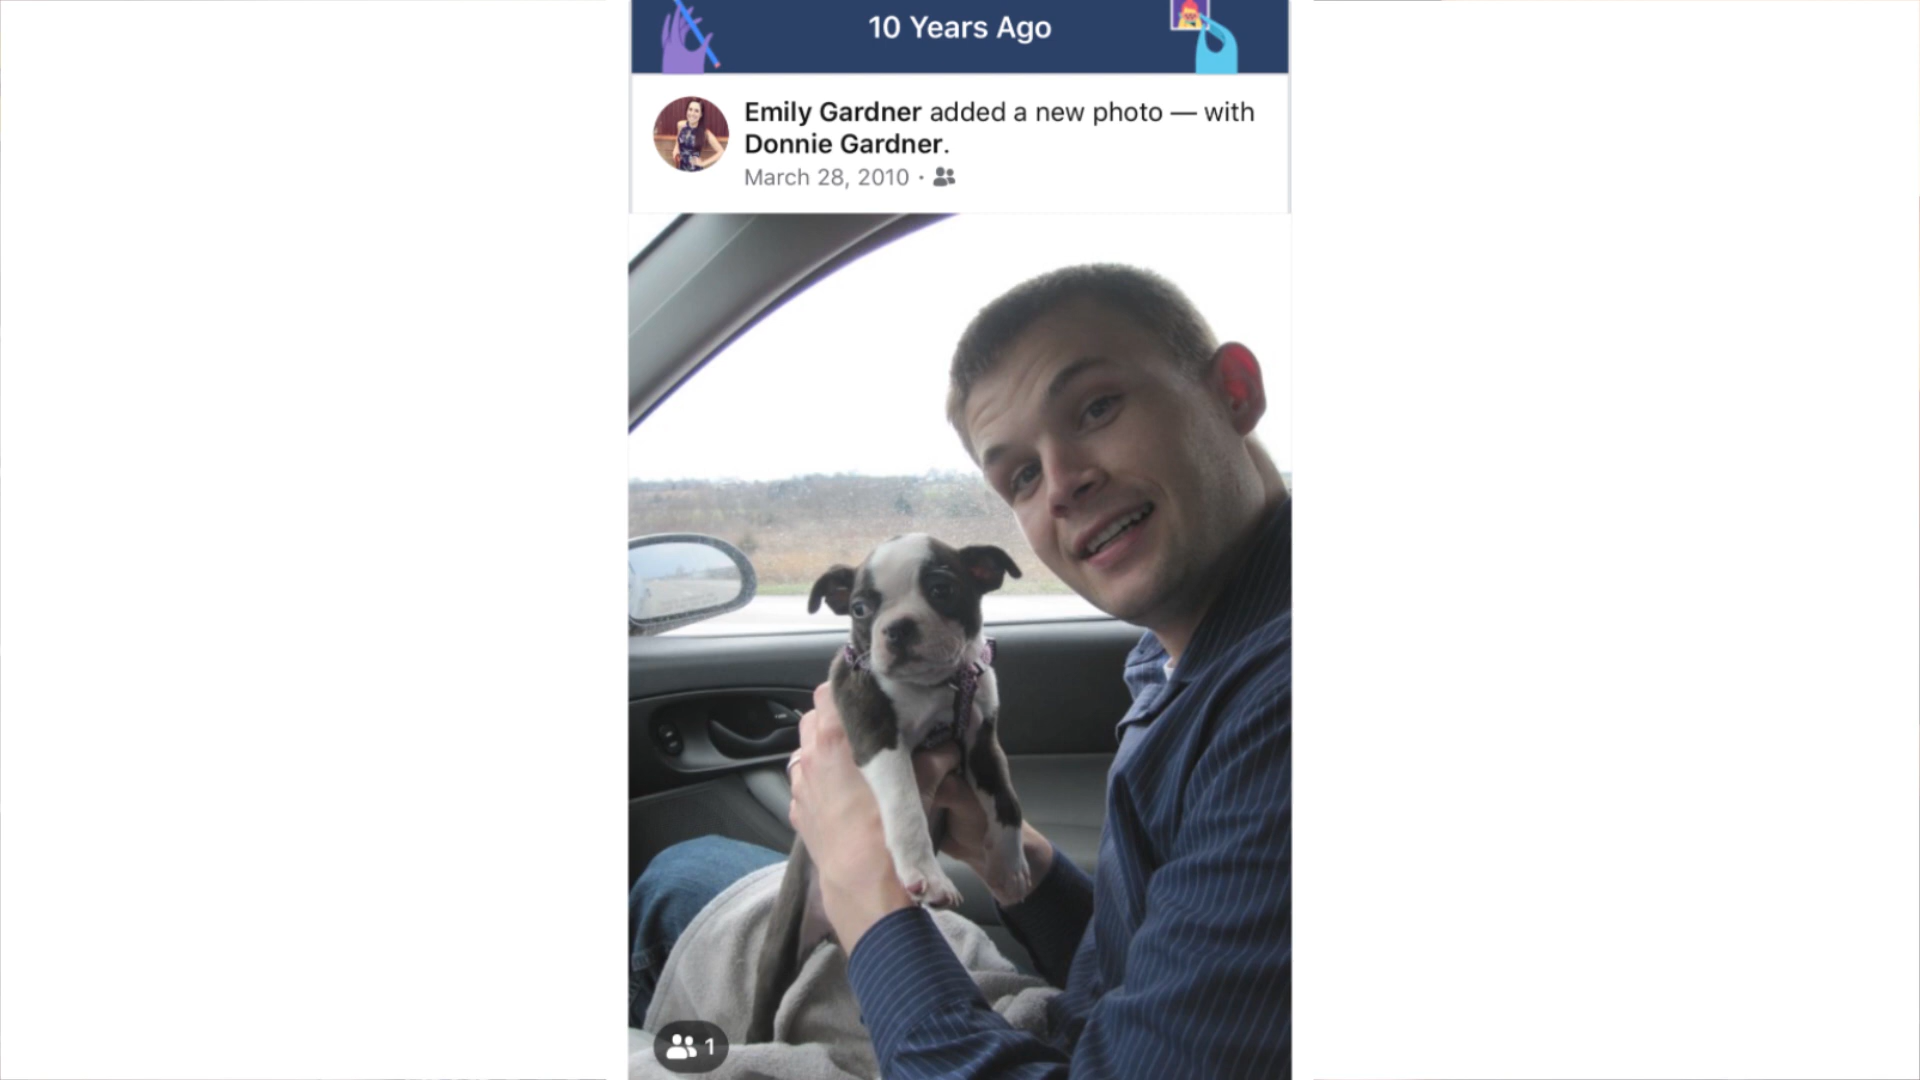 10 Years Ago
Emily Gardner added a new photo — with
Donnie Gardner.
March 28, 2010 ·
1